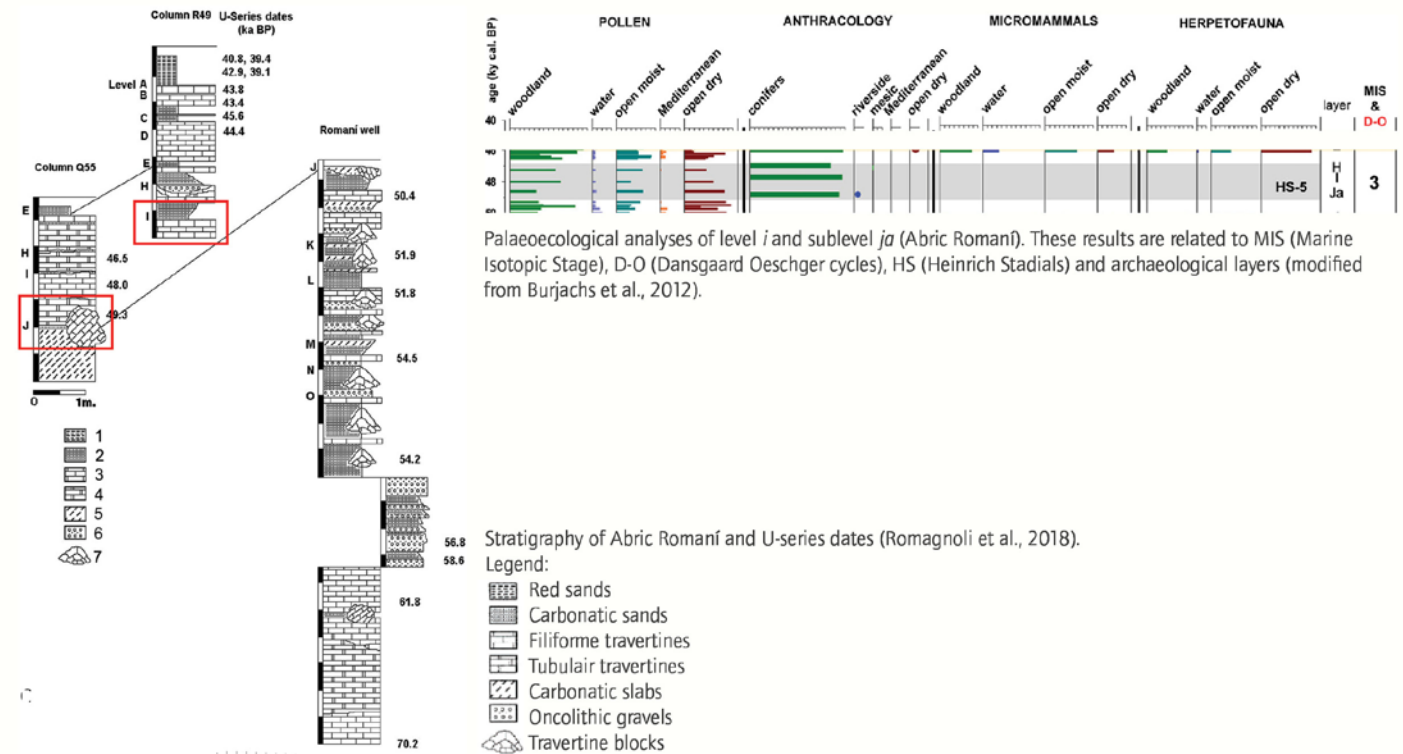 Column R49
U-Series dates
(ka BP)
40.8, 39.4
42.9, 39.1
Level A
43.8
B
43.4
C
45.6
D
44.4
E
H
I
Column Q55
E
H
46.5
I
48.0
49.3
J
0 1m.
1
2
3
4
5
6
7
Romaní well
J
50.4
K
51.9
L
51.8
M
54.5
N
O
54.2
56.8
58.6
61.8
70.2
POLLEN ANTHRACOLOGY MICROMAMMALS HERPETOFAUNA
age (ky cal. BP)
woodland water open moist Mediterranean open dry conifers riverside mesic Mediterranean open dry woodland water open moist open dry woodland water open moist open dry layer MIS & D-O
40
46
H
48 I 3
HS-5 Ja
50
Palaeoecological analyses of level i and sublevel ja (Abric Romaní). These results are related to MIS (Marine
Isotopic Stage), D-O (Dansgaard Oeschger cycles), HS (Heinrich Stadials) and archaeological layers (modified
from Burjachs et al., 2012).
Stratigraphy of Abric Romaní and U-series dates (Romagnoli et al., 2018).
Legend:
Red sands
Carbonatic sands
Filiforme travertines
Tubulair travertines
Carbonatic slabs
Oncolithic gravels
Travertine blocks